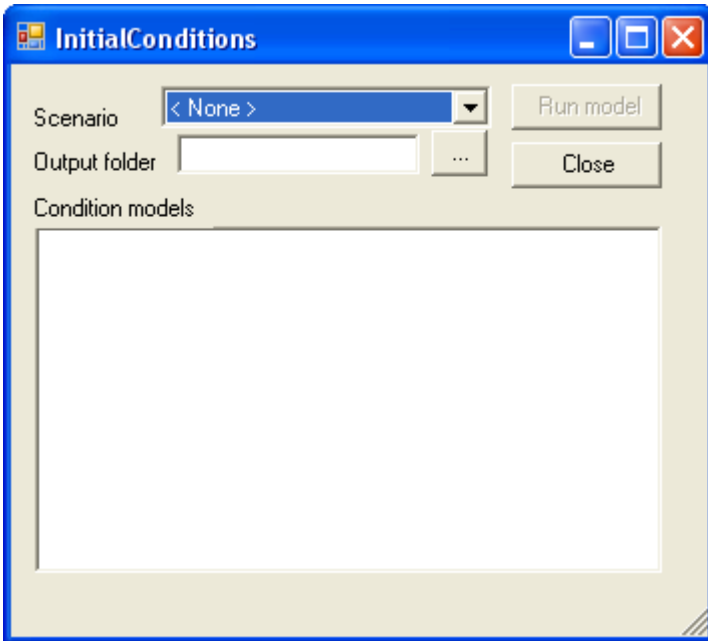 InitialConditions
Scenario < None > Run model
Output folder ... Close
Condition models